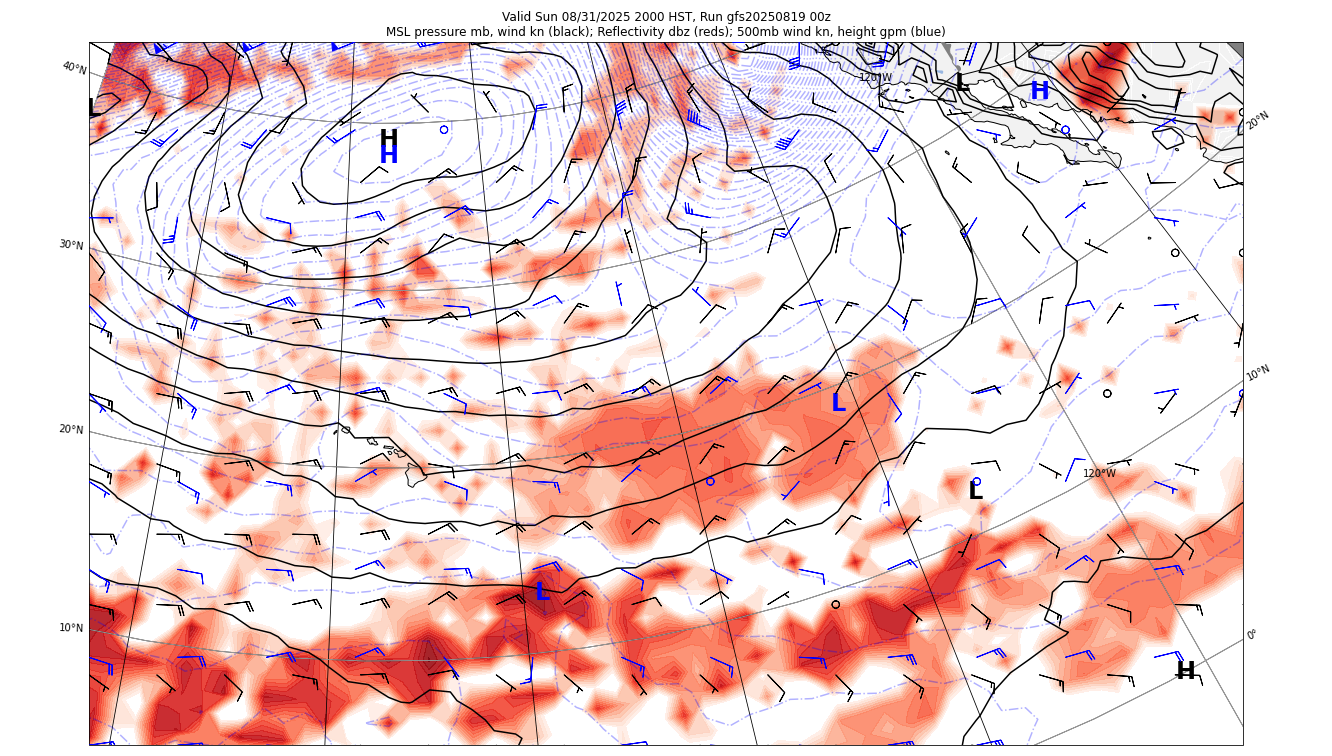 Valid Sun 08/31/2025 2000 HST, Run gfs20250819 00z
MSL pressure mb, wind kn (black); Reflectivity dbz (reds); 500mb wind kn, height gpm (blue)
40°N
120°W
L
H
L
20°N
H
H
30°N
10°N
L
20°N
120°W
L
L
10°N
0°
H